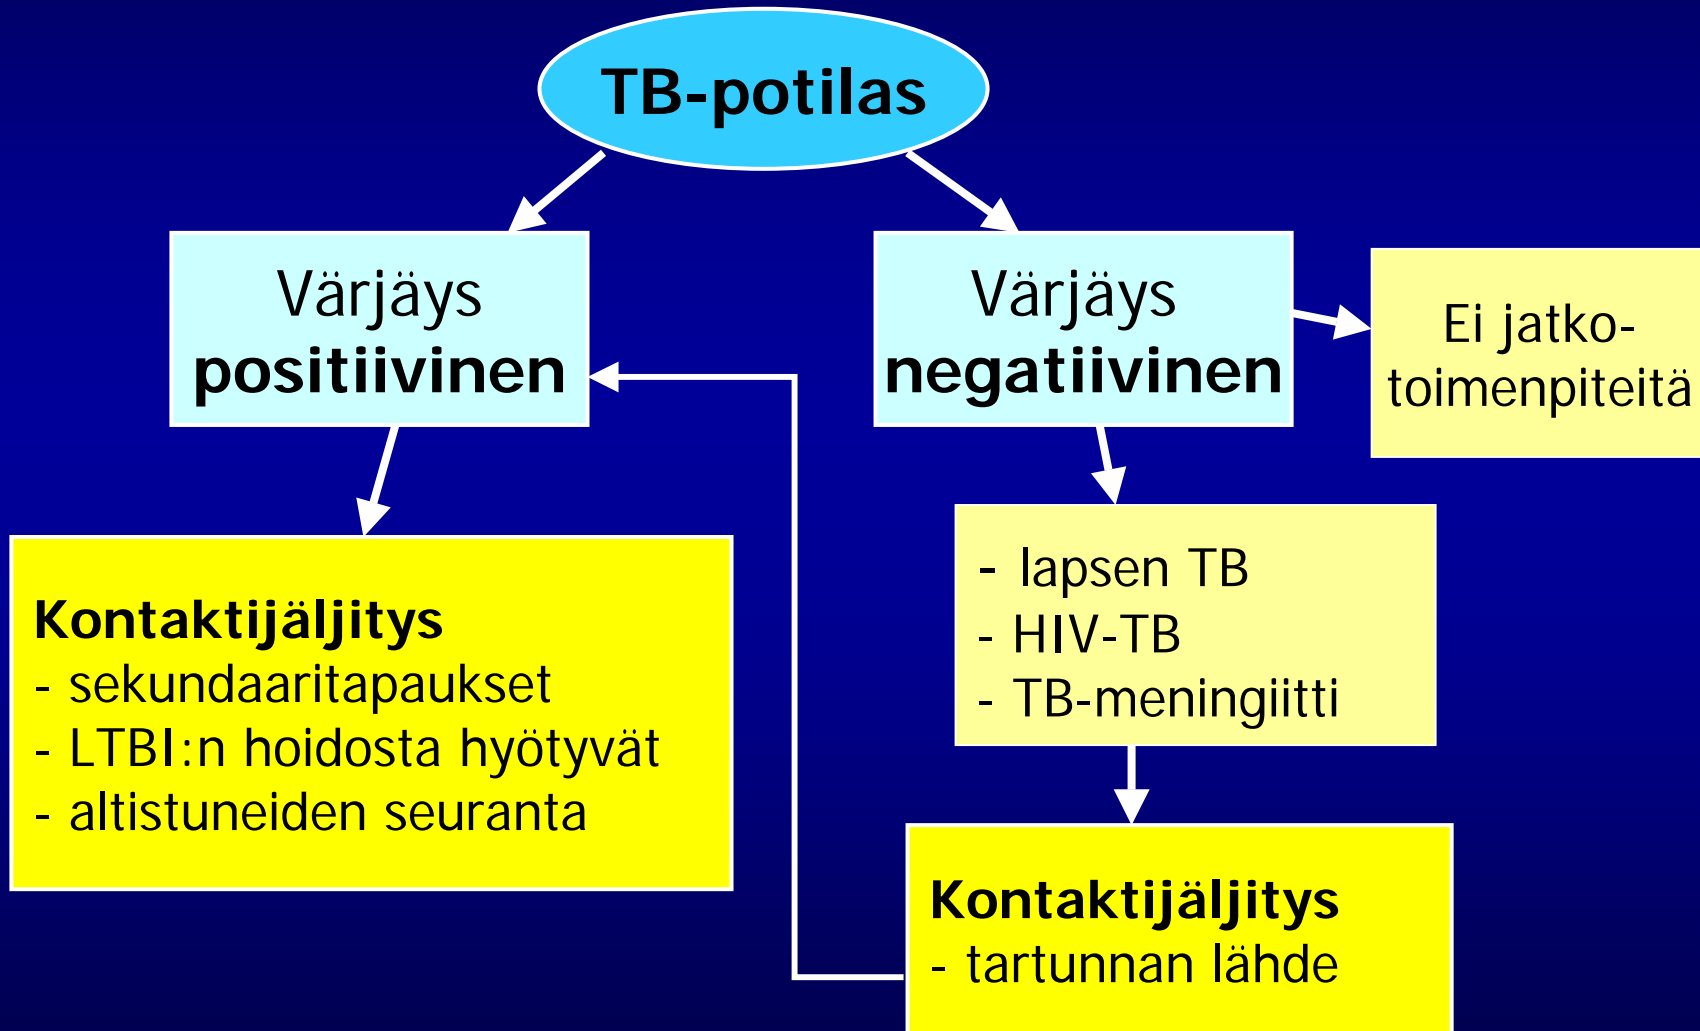 TB-potilas
Värjäys
positiivinen
Värjäys
negatiivinen
Ei jatko-
toimenpiteitä
Kontaktijäljitys
- sekundaaritapaukset
- LTBI:n hoidosta hyötyvät
- altistuneiden seuranta
- lapsen TB
- HIV-TB
- TB-meningiitti
Kontaktijäljitys
- tartunnan lähde